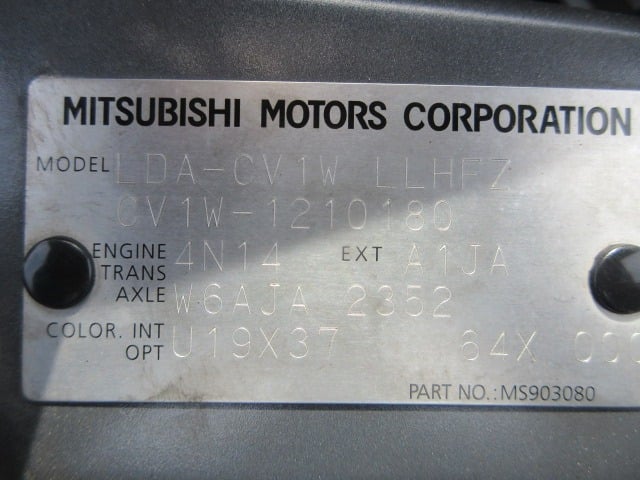 MITSUBISHI MOTORS CORPORATION
MODEL LDA-CV1W LLHFZ
CV1W-1210180
ENGINE 4N14 EXT A1JA
TRANS
AXLE W6AJA 2352
COLOR. INT
OPT U19X37 64X 000
PART NO.:MS903080